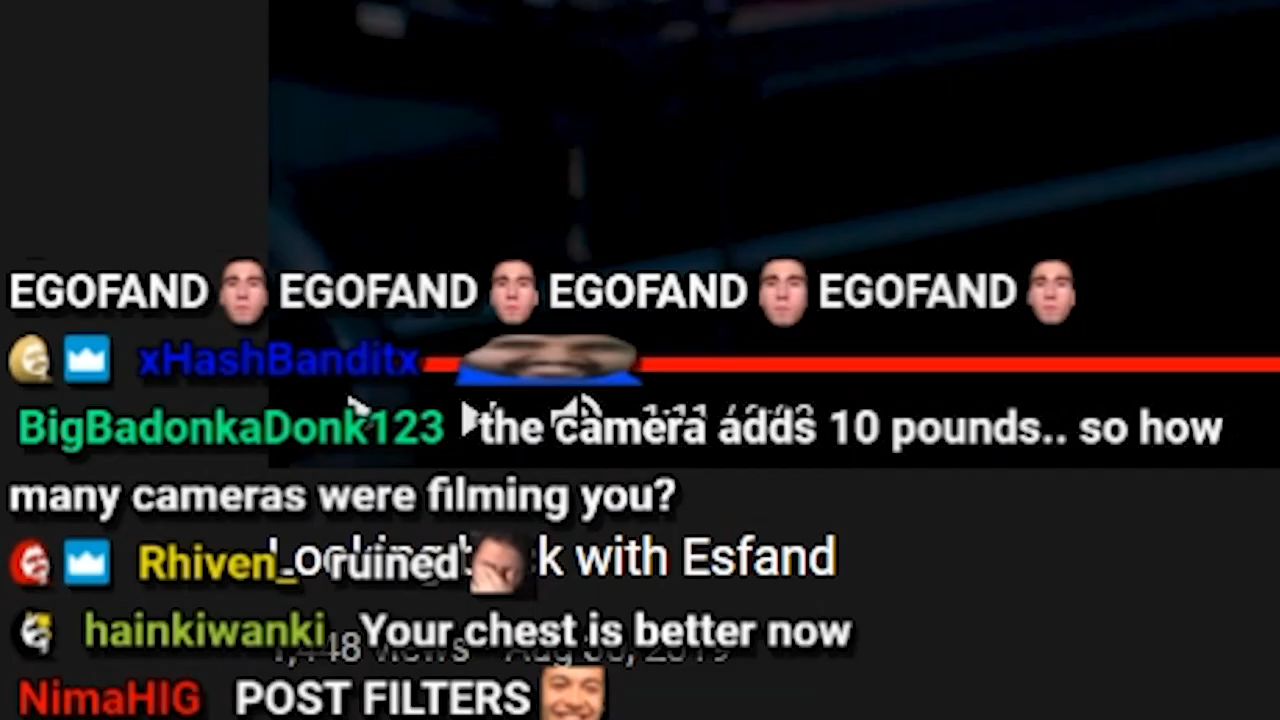 EGOFAND EGOFAND EGOFAND EGOFAND
xHashBanditx
BigBadonkaDonk123 the camera adds 10 pounds.. so how
many cameras were filming you?
Rhiven_ ruined
k with Esfand
hainkiwanki Your chest is better now
NimaHIG POST FILTERS